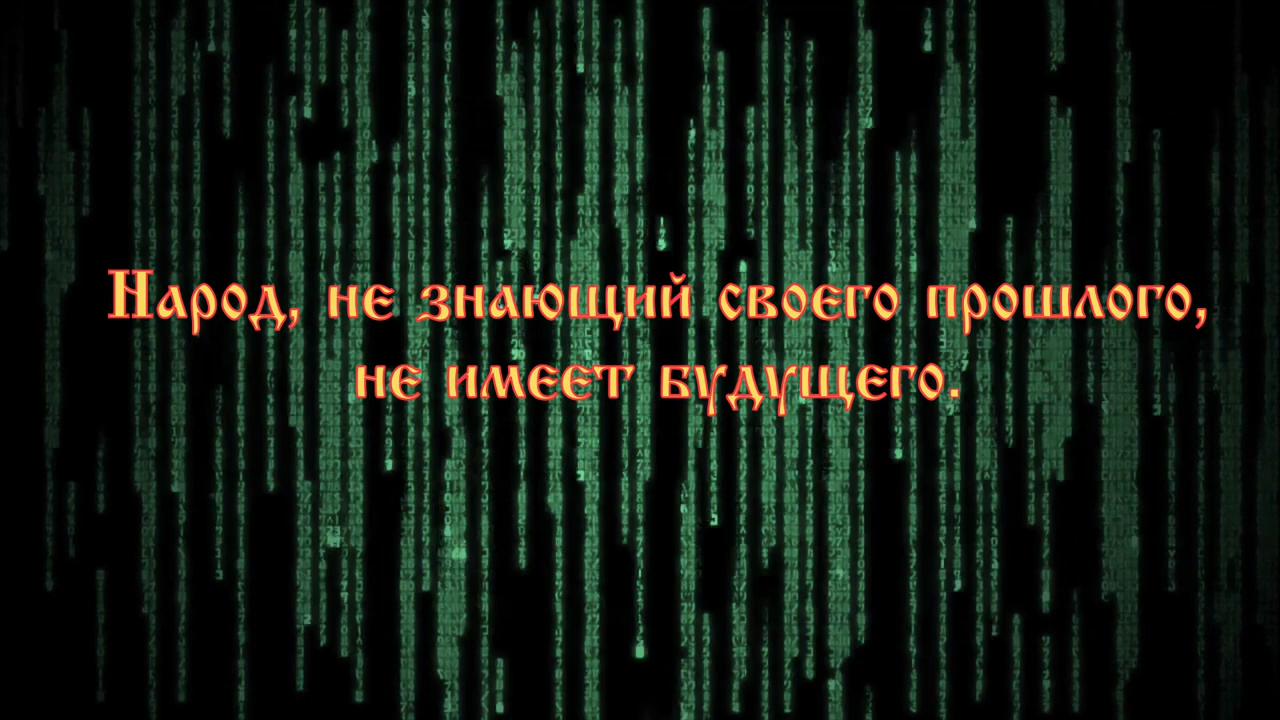 Народ, не знающий своего прошлого,
не имеет будущего.